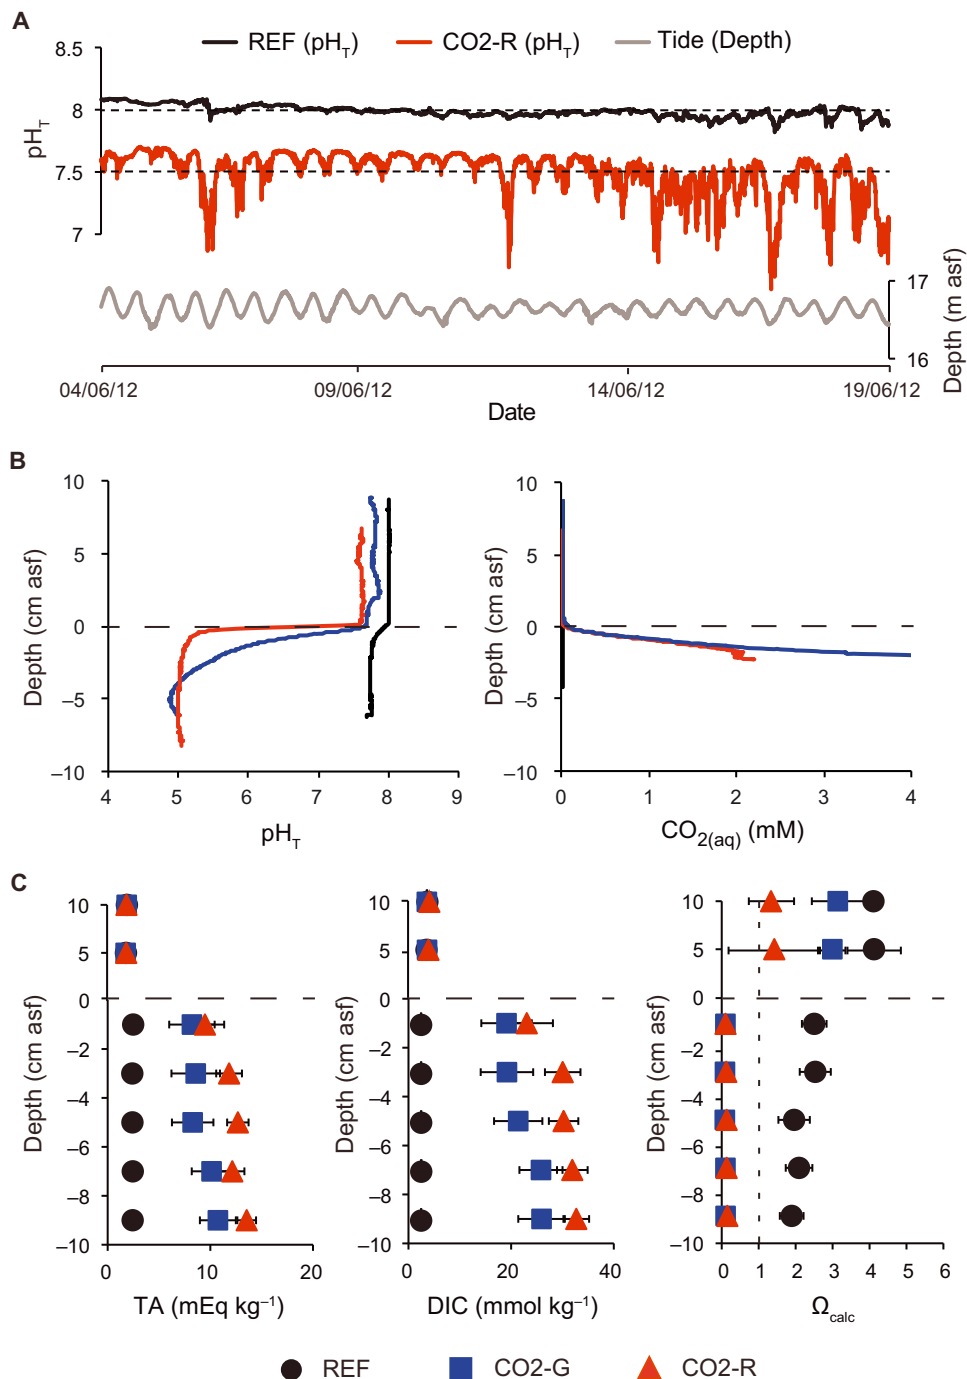 A
REF (pHT) CO2-R (pHT) Tide (Depth)
8.5
8
7.5
7
pHT
17
16
Depth (m asf)
04/06/12 09/06/12 14/06/12 19/06/12
Date
B
10
5
0
–5
–10
Depth (cm asf)
4 5 6 7 8 9
pHT
10
5
0
–5
–10
Depth (cm asf)
0 1 2 3 4
CO2(aq) (mM)
C
10
5
0
–2
–4
–6
–8
–10
Depth (cm asf)
0 10 20
TA (mEq kg–1)
10
5
0
–2
–4
–6
–8
–10
Depth (cm asf)
0 20 40
DIC (mmol kg–1)
10
5
0
–2
–4
–6
–8
–10
Depth (cm asf)
0 1 2 3 4 5 6
Ωcalc
REF CO2-G CO2-R